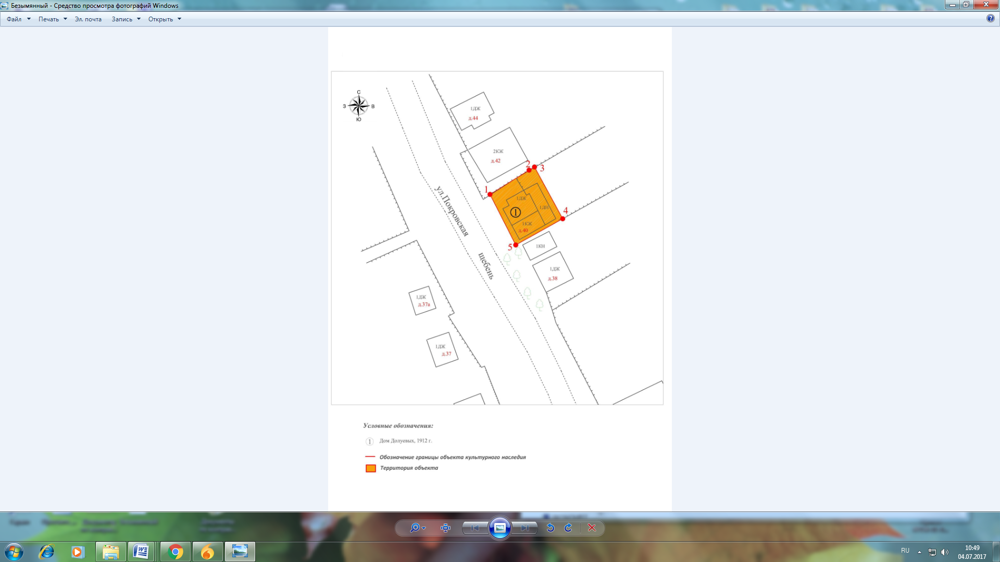 Безымянный - Средство просмотра фотографий Windows
Файл Печать Эл. почта Запись Открыть
С
З В
Ю
1ДЖ
д.44
2КЖ
д.42
2
3
1
1ДЖ
1ДН
1
4
1КЖ
д.40
5
ул.Покровская
щебень
1КН
1ДЖ
д.38
1ДЖ
д.37а
1ДЖ
д.37
Условные обозначения:
1 Дом Долуевых, 1912 г.
Обозначение границы объекта культурного наследия
Территория объекта
RU
10:49
04.07.2017